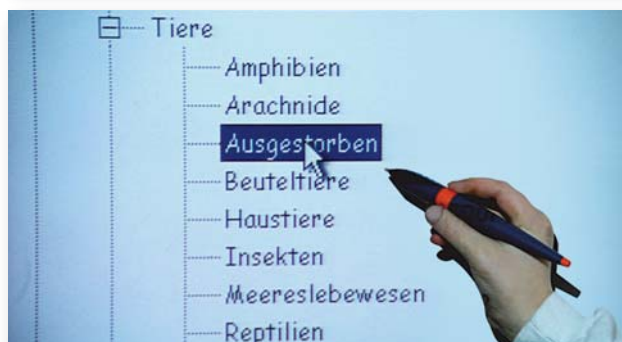 Tiere
Amphibien
Arachnide
Ausgestorben
Beuteltiere
Haustiere
Insekten
Meereslebewesen
Reptilien